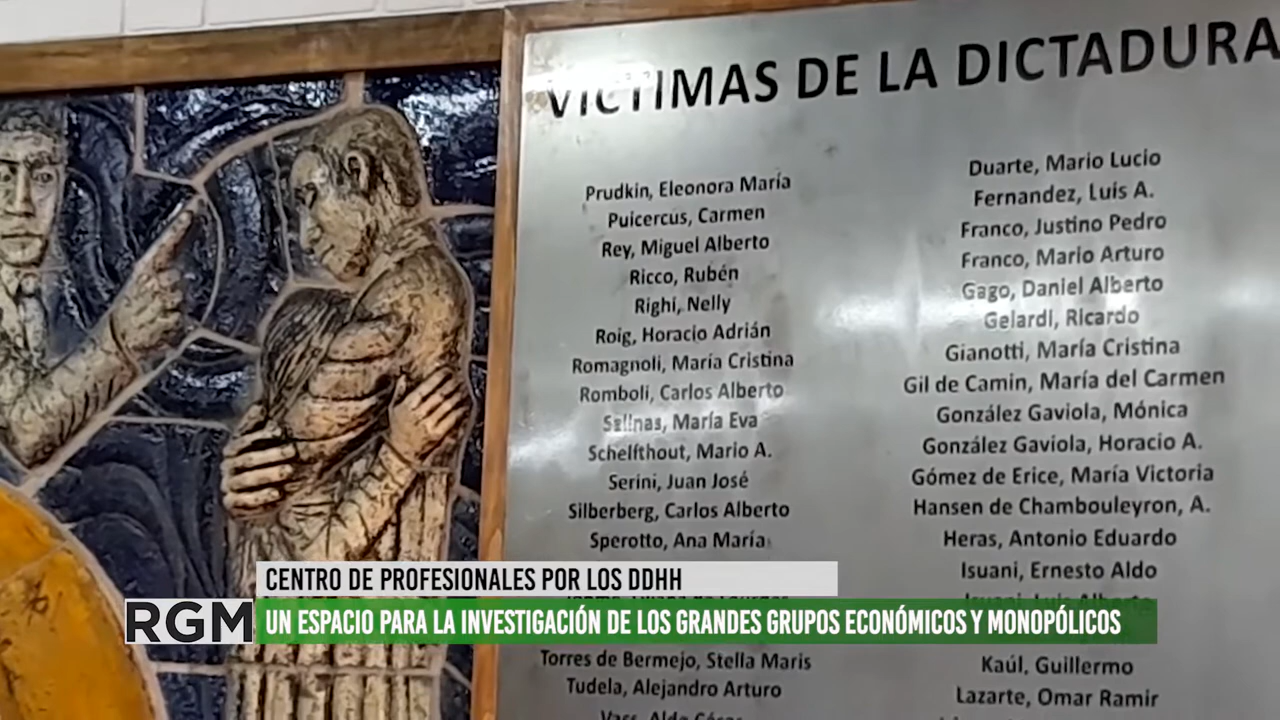 VÍCTIMAS DE LA DICTADURA
Prudkin, Eleonora María
Puicercus, Carmen
Rey, Miguel Alberto
Ricco, Rubén
Righi, Nelly
Roig, Horacio Adrián
Romagnoli, María Cristina
Romboli, Carlos Alberto
Salinas, María Eva
Schelfthout, Mario A.
Serini, Juan José
Silberberg, Carlos Alberto
Sperotto, Ana María
Torres de Bermejo, Stella Maris
Tudela, Alejandro Arturo
Duarte, Mario Lucio
Fernandez, Luis A.
Franco, Justino Pedro
Franco, Mario Arturo
Gago, Daniel Alberto
Gelardi, Ricardo
Gianotti, María Cristina
Gil de Camin, María del Carmen
González Gaviola, Mónica
González Gaviola, Horacio A.
Gómez de Erice, María Victoria
Hansen de Chambouleyron, A.
Heras, Antonio Eduardo
Isuani, Ernesto Aldo
Kaúl, Guillermo
Lazarte, Omar Ramir
CENTRO DE PROFESIONALES POR LOS DDHH
RGM
UN ESPACIO PARA LA INVESTIGACIÓN DE LOS GRANDES GRUPOS ECONÓMICOS Y MONOPÓLICOS